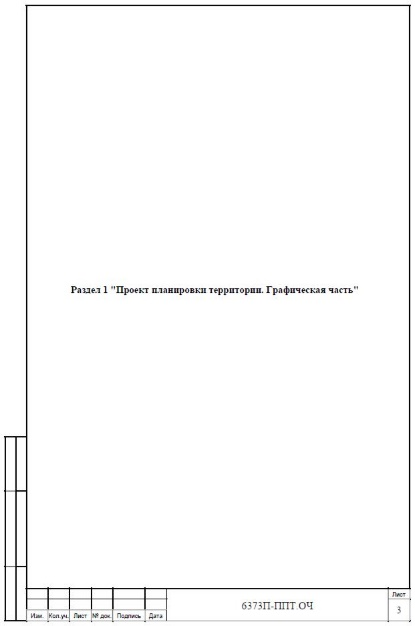 Раздел 1 "Проект планировки территории. Графическая часть"
6373П-ППТ.ОЧ
Лист
3
Изм. Кол.уч. Лист № док. Подпись Дата